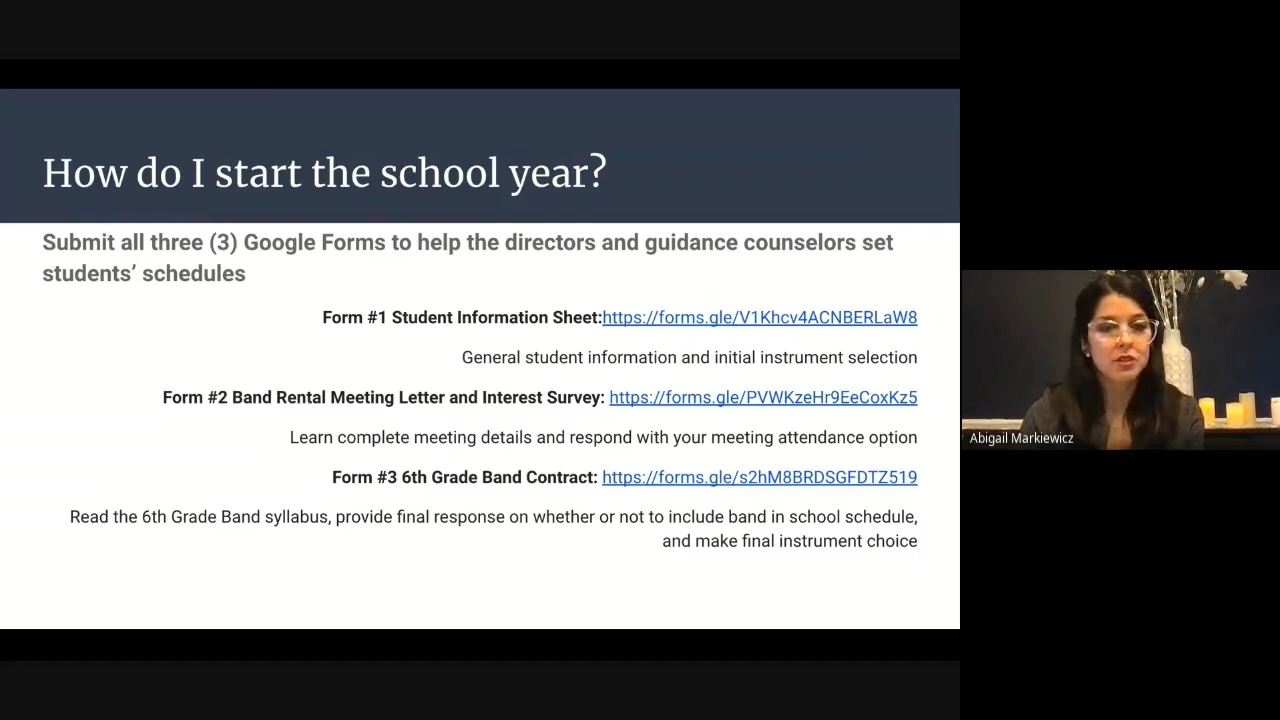 How do I start the school year?
Submit all three (3) Google Forms to help the directors and guidance counselors set
students’ schedules
Form #1 Student Information Sheet:https://forms.gle/V1Khcv4ACNBERLaW8
General student information and initial instrument selection
Form #2 Band Rental Meeting Letter and Interest Survey: https://forms.gle/PVWKzeHr9EeCoxKz5
Learn complete meeting details and respond with your meeting attendance option
Form #3 6th Grade Band Contract: https://forms.gle/s2hM8BRDSGFDTZ519
Read the 6th Grade Band syllabus, provide final response on whether or not to include band in school schedule,
and make final instrument choice
Abigail Markiewicz